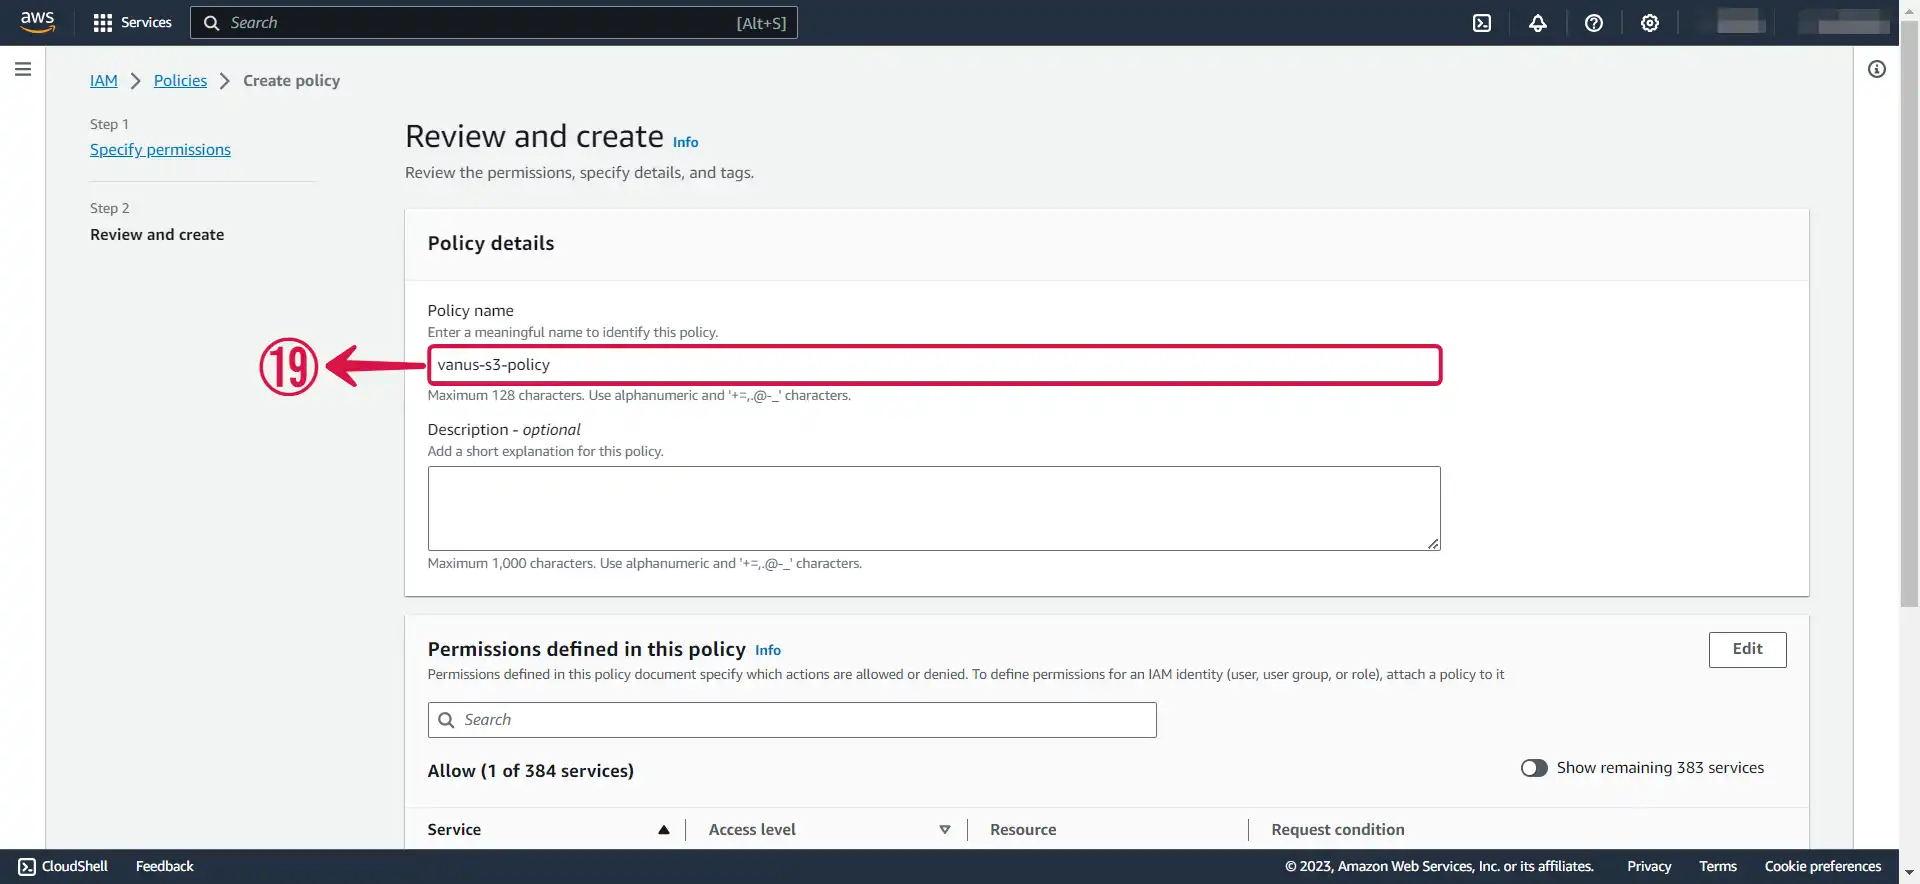 aws Services Search [Alt+S]
IAM Policies Create policy
Step 1
Specify permissions
Step 2
Review and create
Review and create Info
Review the permissions, specify details, and tags.
Policy details
Policy name
Enter a meaningful name to identify this policy.
19
vanus-s3-policy
Maximum 128 characters. Use alphanumeric and '+=,.@-_' characters.
Description - optional
Add a short explanation for this policy.
Maximum 1,000 characters. Use alphanumeric and '+=,.@-_' characters.
Permissions defined in this policy Info
Edit
Permissions defined in this policy document specify which actions are allowed or denied. To define permissions for an IAM identity (user, user group, or role), attach a policy to it
Search
Allow (1 of 384 services)
Show remaining 383 services
Service Access level Resource Request condition
CloudShell Feedback © 2023, Amazon Web Services, Inc. or its affiliates. Privacy Terms Cookie preferences